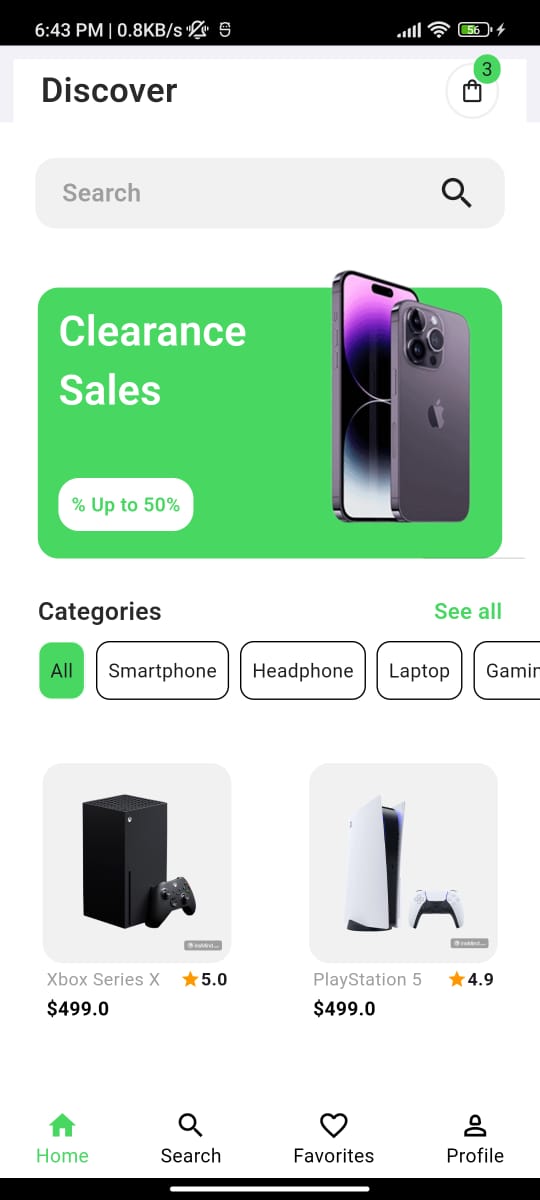 6:43 PM | 0.8KB/s
56
Discover
3
Search
Clearance
Sales
% Up to 50%
Categories
See all
All
Smartphone
Headphone
Laptop
Gamin
Xbox Series X
5.0
$499.0
PlayStation 5
4.9
$499.0
Home
Search
Favorites
Profile